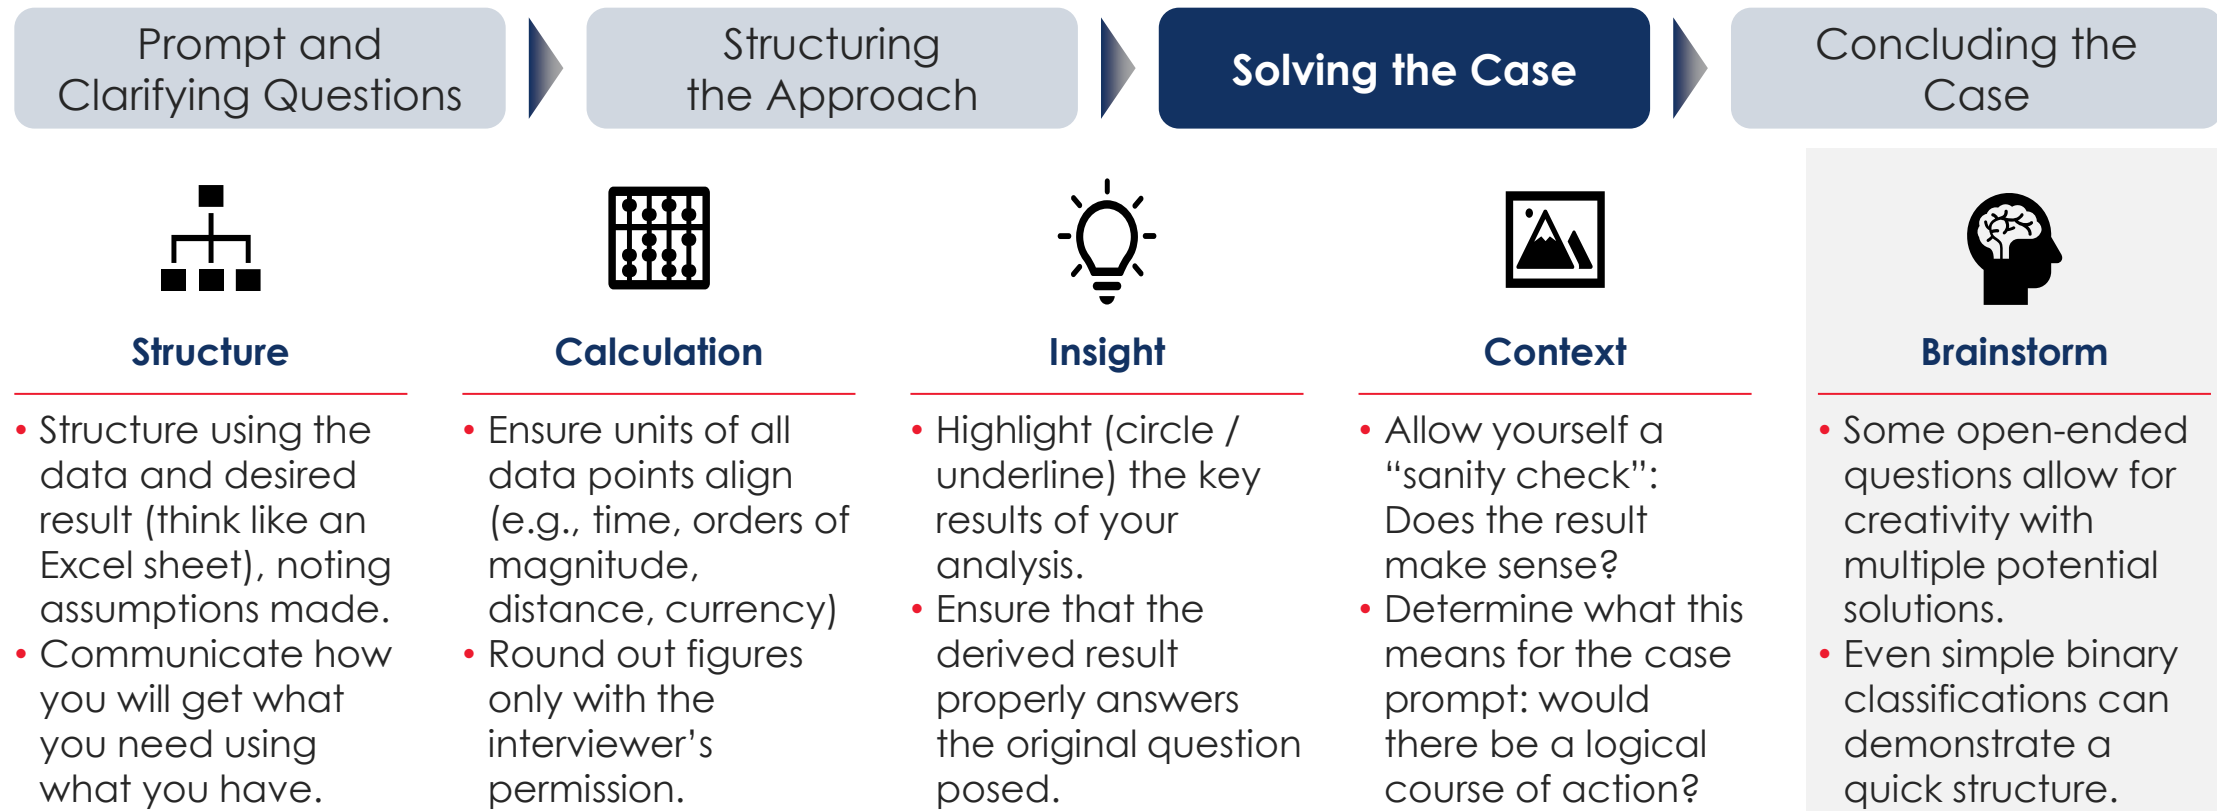 Prompt and
Clarifying Questions
Structuring
the Approach
Solving the Case
Concluding the
Case
Structure
• Structure using the
data and desired
result (think like an
Excel sheet), noting
assumptions made.
• Communicate how
you will get what
you need using
what you have.
Calculation
• Ensure units of all
data points align
(e.g., time, orders of
magnitude,
distance, currency)
• Round out figures
only with the
interviewer’s
permission.
Insight
• Highlight (circle /
underline) the key
results of your
analysis.
• Ensure that the
derived result
properly answers
the original question
posed.
Context
• Allow yourself a
“sanity check”:
Does the result
make sense?
• Determine what this
means for the case
prompt: would
there be a logical
course of action?
Brainstorm
• Some open-ended
questions allow for
creativity with
multiple potential
solutions.
• Even simple binary
classifications can
demonstrate a
quick structure.